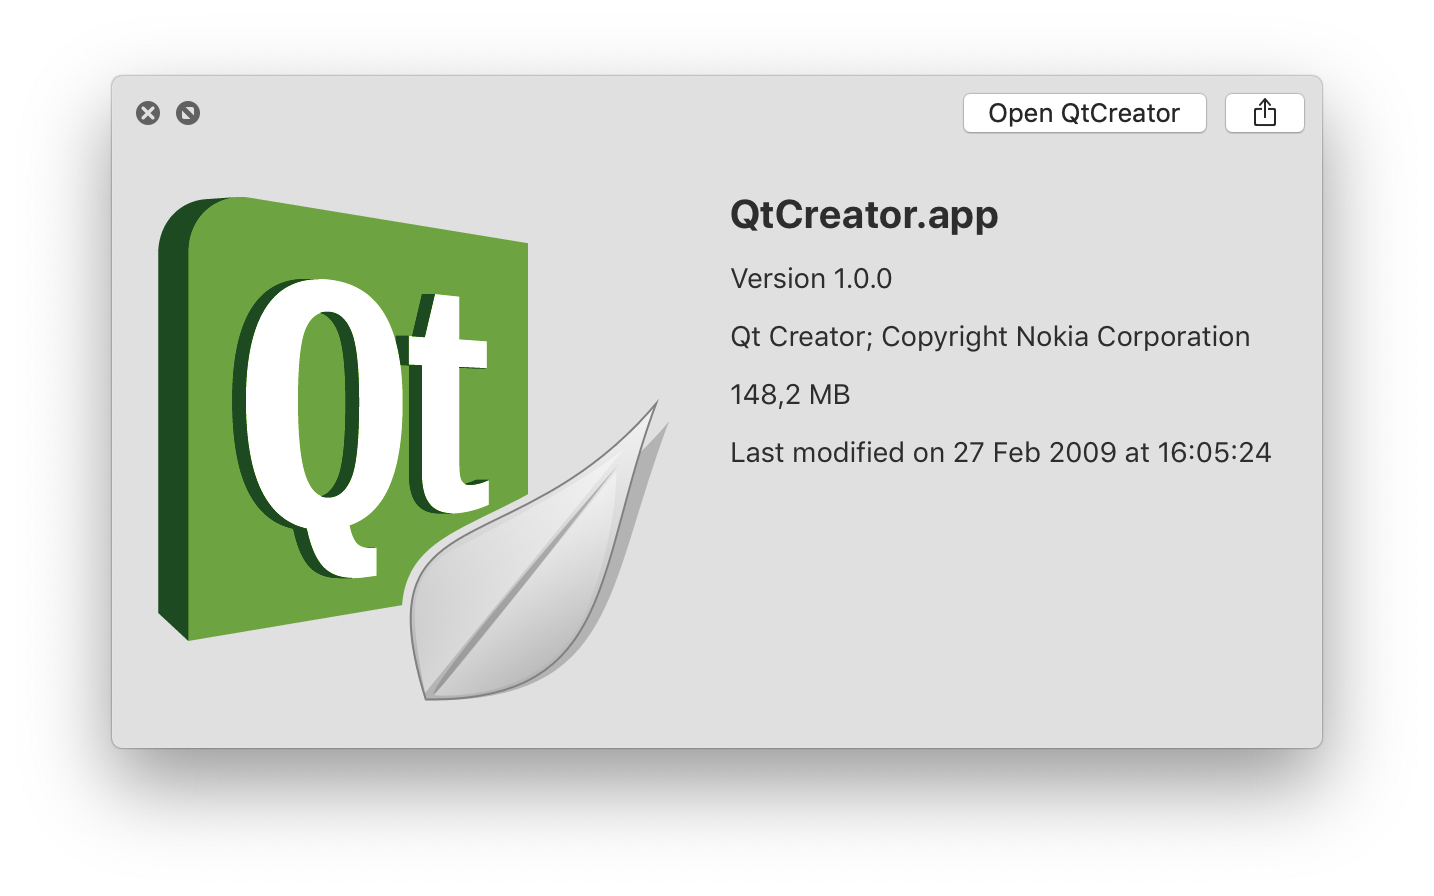 Open QtCreator
Qt
QtCreator.app
Version 1.0.0
Qt Creator; Copyright Nokia Corporation
148,2 MB
Last modified on 27 Feb 2009 at 16:05:24